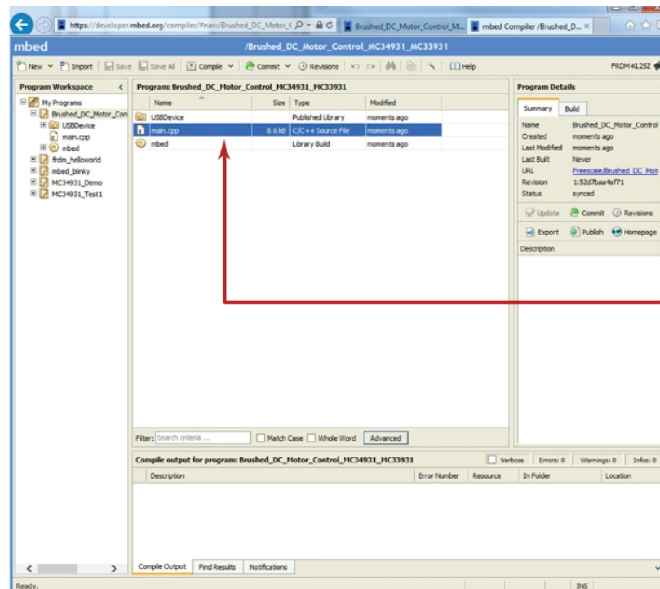 https://developer.mbed.org/compiler/#nav:/Brushed_DC_Motor_C
Brushed_DC_Motor_Control_M...
mbed Compiler /Brushed_D...
mbed
/Brushed_DC_Motor_Control_MC34931_MC33931
New Import Save Save All Compile Commit Revisions Help FRDM-KL25Z
Program Workspace
My Programs
Brushed_DC_Motor_Con
USBDevice
main.cpp
mbed
frdm_helloworld
mbed_blinky
MC34931_Demo
MC34931_Test1
Program: Brushed_DC_Motor_Control_MC34931_MC33931
Name Size Type Modified
USBDevice Published Library moments ago
main.cpp 8.6 kB C/C++ Source File moments ago
mbed Library Build moments ago
Filter: Search criteria .... Match Case Whole Word Advanced
Program Details
Summary Build
Name Brushed_DC_Motor_Control
Created moments ago
Last Modified moments ago
Last Built Never
URL Freescale/Brushed_DC_Mot
Revision 1:52d7baa4ef71
Status synced
Update Commit Revisions
Export Publish Homepage
Description
Compile output for program: Brushed_DC_Motor_Control_MC34931_MC33931
Verbose Errors: 0 Warnings: 0 Infos: 0
Description Error Number Resource In Folder Location
Compile Output Find Results Notifications
Ready.
INS